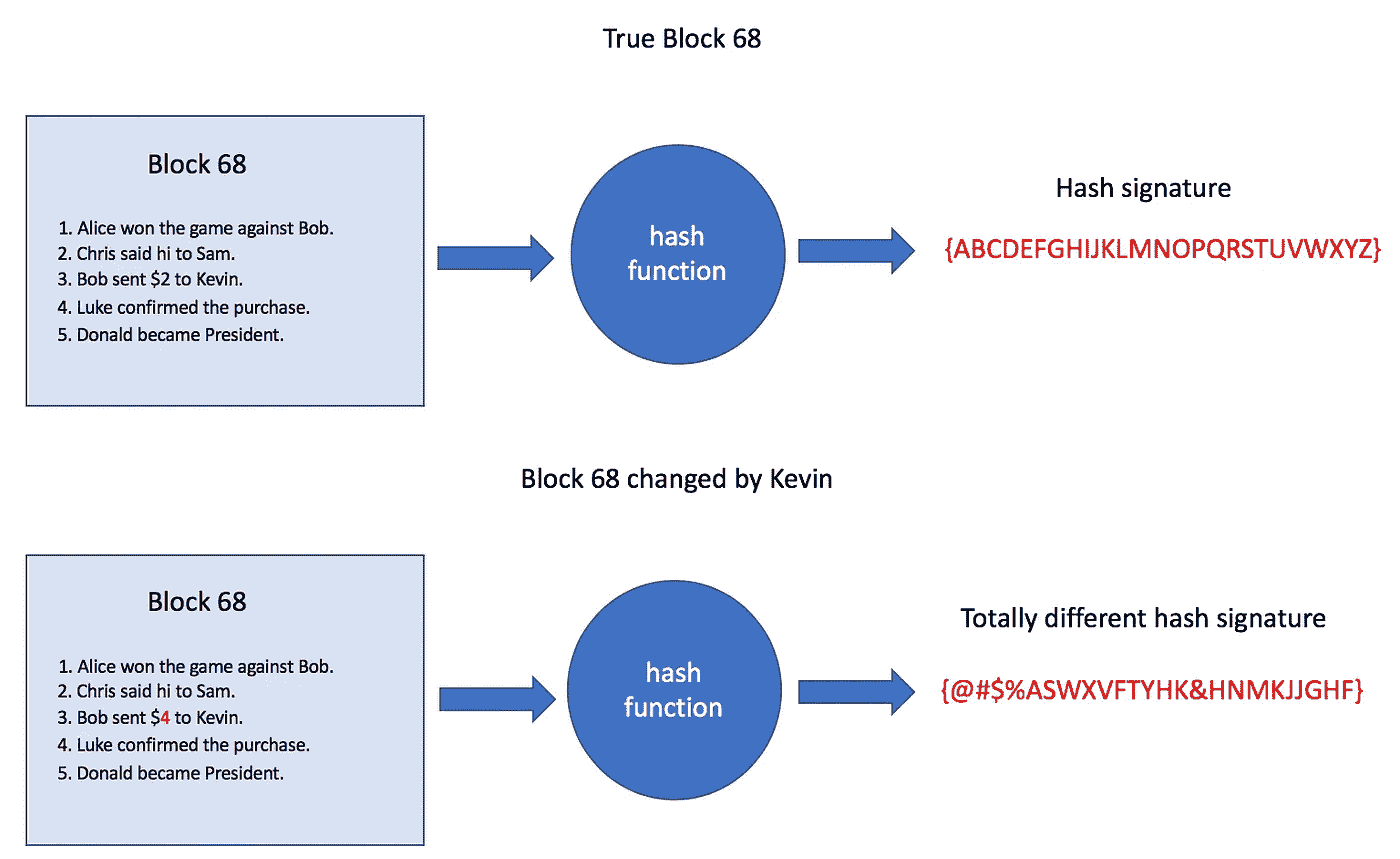 True Block 68
Block 68
1. Alice won the game against Bob.
2. Chris said hi to Sam.
3. Bob sent $2 to Kevin.
4. Luke confirmed the purchase.
5. Donald became President.
hash
function
Hash signature
{ABCDEFGHIJKLMNOPQRSTUVWXYZ}
Block 68 changed by Kevin
Block 68
1. Alice won the game against Bob.
2. Chris said hi to Sam.
3. Bob sent $4 to Kevin.
4. Luke confirmed the purchase.
5. Donald became President.
hash
function
Totally different hash signature
{@#$%ASWXVFTYHK&HNMKJJGHF}